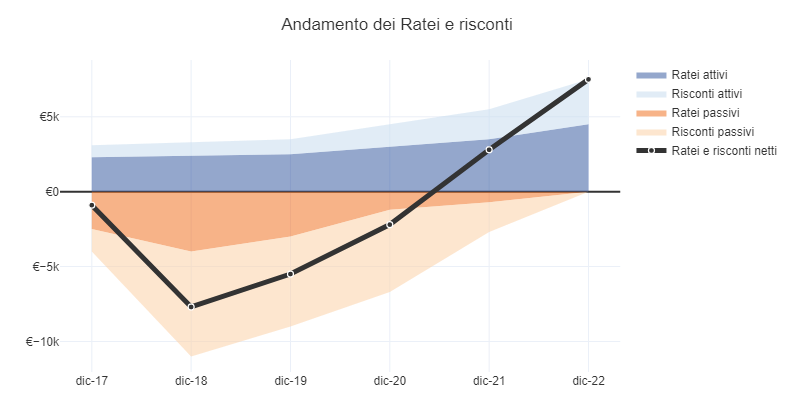 Andamento dei Ratei e risconti
€5k
€0
€−5k
€−10k
dic-17
dic-18
dic-19
dic-20
dic-21
dic-22
Ratei attivi
Risconti attivi
Ratei passivi
Risconti passivi
Ratei e risconti netti